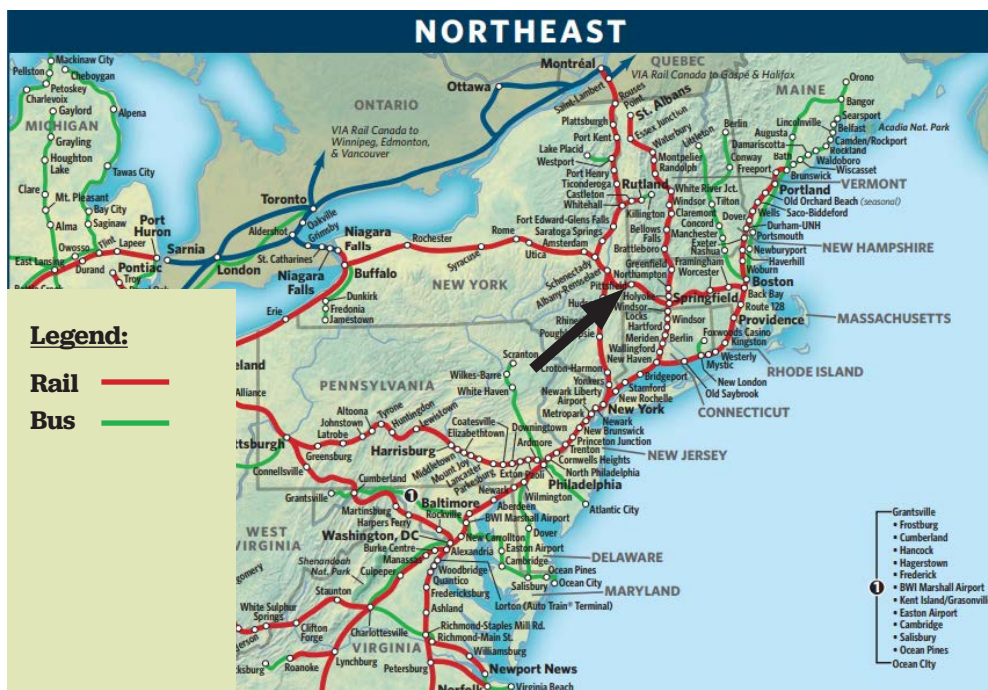 NORTHEAST
Mackinaw City
Pellston
Cheboygan
Petoskey
Charlevoix
Gaylord
Alpena
MICHIGAN
Grayling
Houghton
Lake
Tawas City
Clare
Mt. Pleasant
Bay City
Saginaw
Alma
Owosso
Flint
Lapeer
Port
Huron
East Lansing
Durand
Pontiac
Troy
Sarnia
London
ONTARIO
VIA Rail Canada to
Winnipeg, Edmonton,
& Vancouver
Toronto
Oakville
Aldershot
Grimsby
St. Catharines
Niagara
Falls
Niagara
Falls
Buffalo
Dunkirk
Fredonia
Jamestown
Erie
Rochester
Syracuse
Rome
Utica
NEW YORK
Ottawa
Montréal
QUEBEC
VIA Rail Canada to Gaspé & Halifax
Saint-Lambert
Rouses
Point
St. Albans
Plattsburgh
Essex Junction
Port Kent
Waterbury
Lake Placid
Westport
Montpelier
Randolph
Port Henry
Ticonderoga
Castleton
Rutland
Whitehall
Killington
Fort Edward-Glens Falls
Saratoga Springs
Amsterdam
Schenectady
Albany-Rensselaer
Littleton
Berlin
Conway
Freeport
White River Jct.
Windsor
Tilton
Claremont
Concord
Dover
Bellows
Falls
Manchester
Exeter
Brattleboro
Nashua
Greenfield
Framingham
Northampton
Worcester
Pittsfield
Holyoke
Springfield
Windsor
Locks
Windsor
Hartford
Meriden
Berlin
Wallingford
New Haven
MAINE
Orono
Bangor
Searsport
Lincolnville
Belfast
Acadia Nat. Park
Augusta
Camden/Rockport
Damariscotta
Rockland
Bath
Waldoboro
Wiscasset
Brunswick
VERMONT
Portland
Old Orchard Beach (seasonal)
Wells
Saco-Biddeford
Durham-UNH
Portsmouth
NEW HAMPSHIRE
Newburyport
Haverhill
Woburn
Boston
Back Bay
Route 128
MASSACHUSETTS
Providence
Foxwoods Casino
Kingston
Westerly
Mystic
RHODE ISLAND
New London
Old Saybrook
Bridgeport
Stamford
New Rochelle
CONNECTICUT
Croton-Harmon
Yonkers
Newark Liberty
Airport
New York
Metropark
Newark
New Brunswick
Princeton Junction
Trenton
NEW JERSEY
Cornwells Heights
North Philadelphia
Philadelphia
Scranton
Wilkes-Barre
White Haven
PENNSYLVANIA
Altoona
Tyrone
Johnstown
Huntingdon
Lewistown
Latrobe
Greensburg
Coatesville
Downingtown
Elizabethtown
Ardmore
Harrisburg
Middletown
Mount Joy
Lancaster
Parkesburg
Exton
Paoli
Alliance
Connellsville
Cumberland
Grantsville
1
Baltimore
Newark
Aberdeen
Wilmington
Atlantic City
Martinsburg
Rockville
BWI Marshall Airport
Harpers Ferry
Dover
WEST
VIRGINIA
Washington, DC
New Carrollton
Burke Centre
Alexandria
Easton Airport
DELAWARE
Manassas
Woodbridge
Cambridge
Ocean Pines
Shenandoah
Nat. Park
Culpeper
Quantico
Ocean City
Fredericksburg
Salisbury
MARYLAND
Staunton
Ashland
Lorton (Auto Train® Terminal)
White Sulphur
Springs
Clifton
Forge
Charlottesville
Richmond-Staples Mill Rd.
Richmond-Main St.
VIRGINIA
Williamsburg
Roanoke
Lynchburg
Petersburg
Newport News
Norfolk
Virginia Beach
Legend:
Rail
Bus
1
Grantsville
▪ Frostburg
▪ Cumberland
▪ Hancock
▪ Hagerstown
▪ Frederick
▪ BWI Marshall Airport
▪ Kent Island/Grasonville
▪ Easton Airport
▪ Cambridge
▪ Salisbury
▪ Ocean Pines
Ocean City